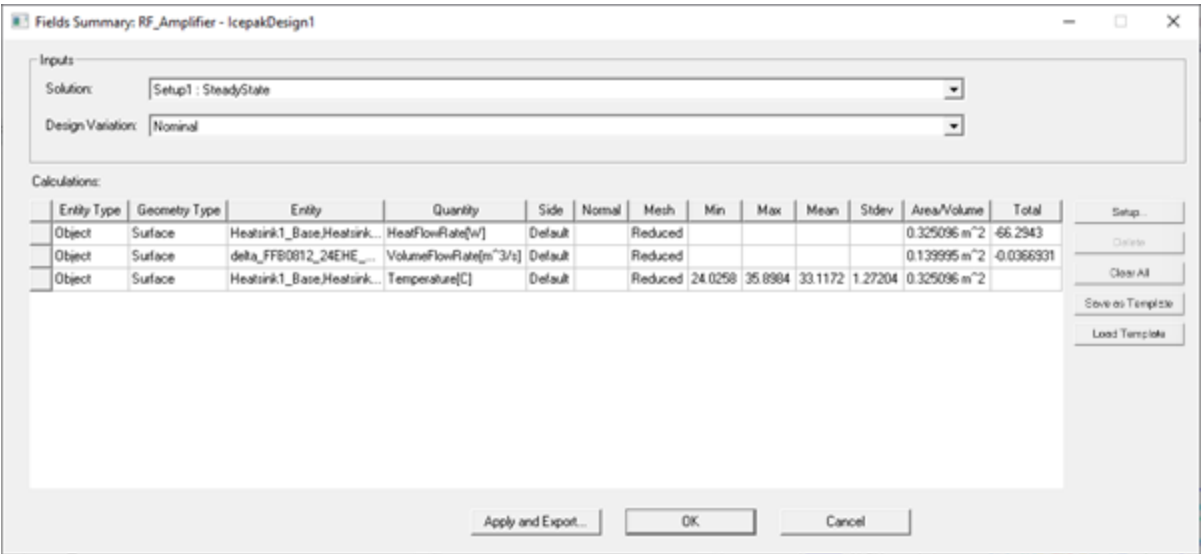 Fields Summary: RF_Amplifier - IcepakDesign1
Inputs
Solution: Setup1 : SteadyState
Design Variation: Nominal
Calculations:
Entity Type Geometry Type Entity Quantity Side Normal Mesh Min Max Mean Stdev Area/Volume Total
Object Surface Heatsink1_Base,Heatsink... HeatFlowRate[W] Default Reduced 0.325096 m^2 -66.2943
Object Surface delta_FFB0812_24EHE_... VolumeFlowRate[m^3/s] Default Reduced 0.139995 m^2 -0.0366931
Object Surface Heatsink1_Base,Heatsink... Temperature[C] Default Reduced 24.0258 35.8984 33.1172 1.27204 0.325096 m^2
Setup...
Delete
Clear All
Save as Template
Load Template
Apply and Export... OK Cancel